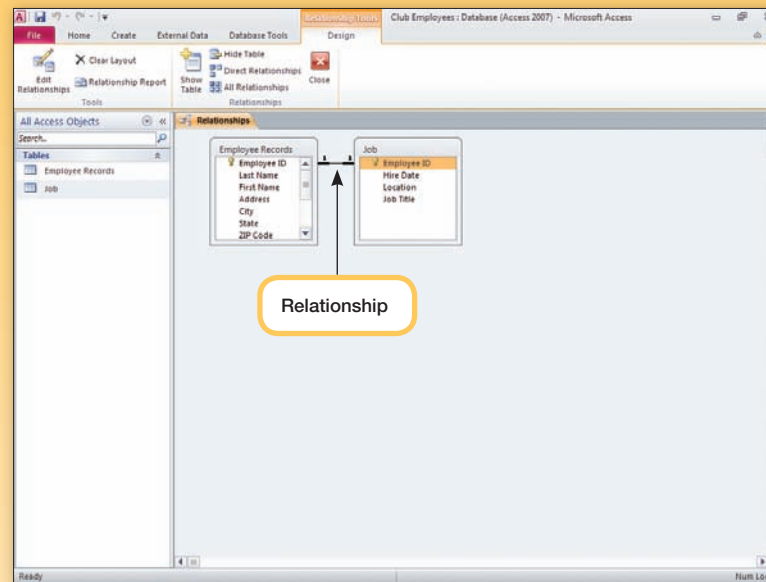 Relationship Tools
Club Employees : Database (Access 2007) - Microsoft Access
File Home Create External Data Database Tools Design
Edit Relationships
Clear Layout
Relationship Report
Tools
Show Table
Hide Table
Direct Relationships
All Relationships
Relationships
Close
All Access Objects
Search..
Tables
Employee Records
Job
Relationships
Employee Records
Employee ID
Last Name
First Name
Address
City
State
ZIP Code
Job
Employee ID
Hire Date
Location
Job Title
Relationship
Ready
Num Lo